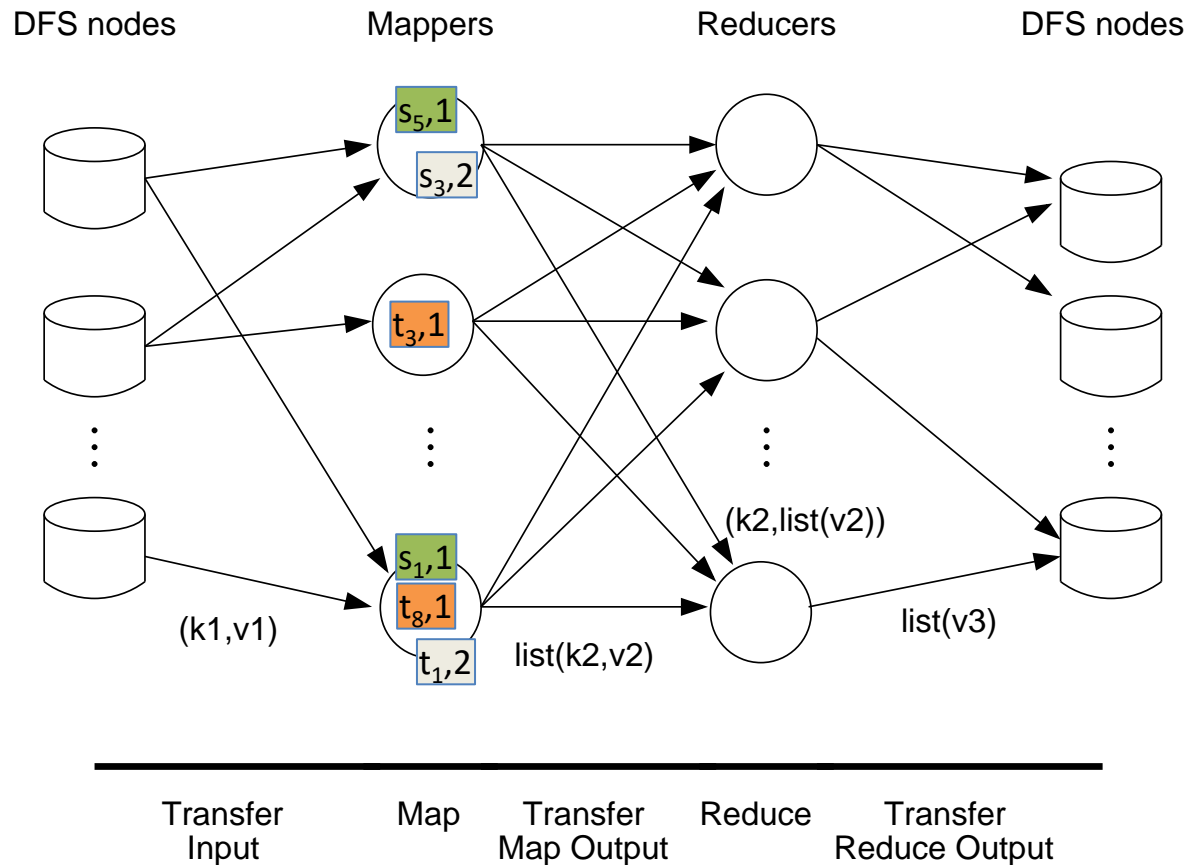 DFS nodes
Mappers
Reducers
DFS nodes
s₅,1
s₃,2
t₃,1
(k2,list(v2))
s₁,1
t₈,1
t₁,2
(k1,v1)
list(k2,v2)
list(v3)
Transfer
Input
Map
Transfer
Map Output
Reduce
Transfer
Reduce Output